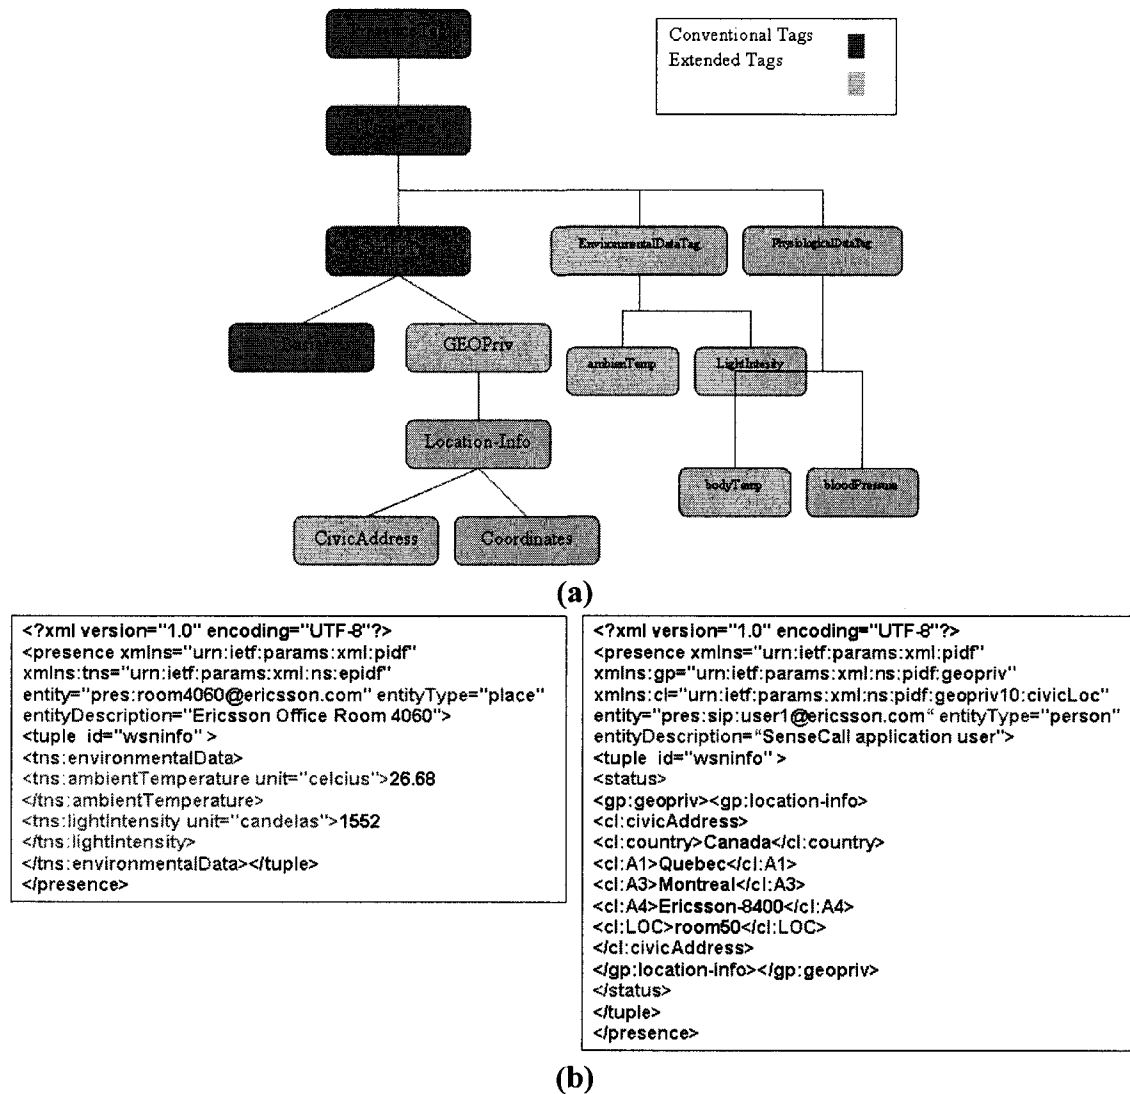 PresenceTag
Conventional Tags
Extended Tags
EnvironmentalDataTag
PhysiologicalDataTag
GEOPriv
ambienTemp
LightIntesity
Location-Info
bodyTemp
bloodPressure
CivicAddress
Coordinates
(a)
<?xml version="1.0" encoding="UTF-8"?>
<presence xmlns="urn:ietf:params:xml:pidf"
xmlns:tns="urn:ietf:params:xml:ns:epidf"
entity="pres:room4060@ericsson.com" entityType="place"
entityDescription="Ericsson Office Room 4060">
<tuple id="wsninfo" >
<tns:environmentalData>
<tns:ambientTemperature unit="celcius">26.68
</tns:ambientTemperature>
<tns:lightIntensity unit="candelas">1552
</tns:lightIntensity>
</tns:environmentalData></tuple>
</presence>
<?xml version="1.0" encoding="UTF-8"?>
<presence xmlns="urn:ietf:params:xml:pidf"
xmlns:gp="urn:ietf:params:xml:ns:pidf:geopriv"
xmlns:cl="urn:ietf:params:xml:ns:pidf:geopriv10:civicLoc"
entity="pres:sip:user1@ericsson.com“ entityType="person"
entityDescription=“SenseCall application user">
<tuple id="wsninfo" >
<status>
<gp:geopriv><gp:location-info>
<cl:civicAddress>
<cl:country>Canada</cl:country>
<cl:A1>Quebec</cl:A1>
<cl:A3>Montreal</cl:A3>
<cl:A4>Ericsson-8400</cl:A4>
<cl:LOC>room50</cl:LOC>
</cl:civicAddress>
</gp:location-info></gp:geopriv>
</status>
</tuple>
</presence>
(b)